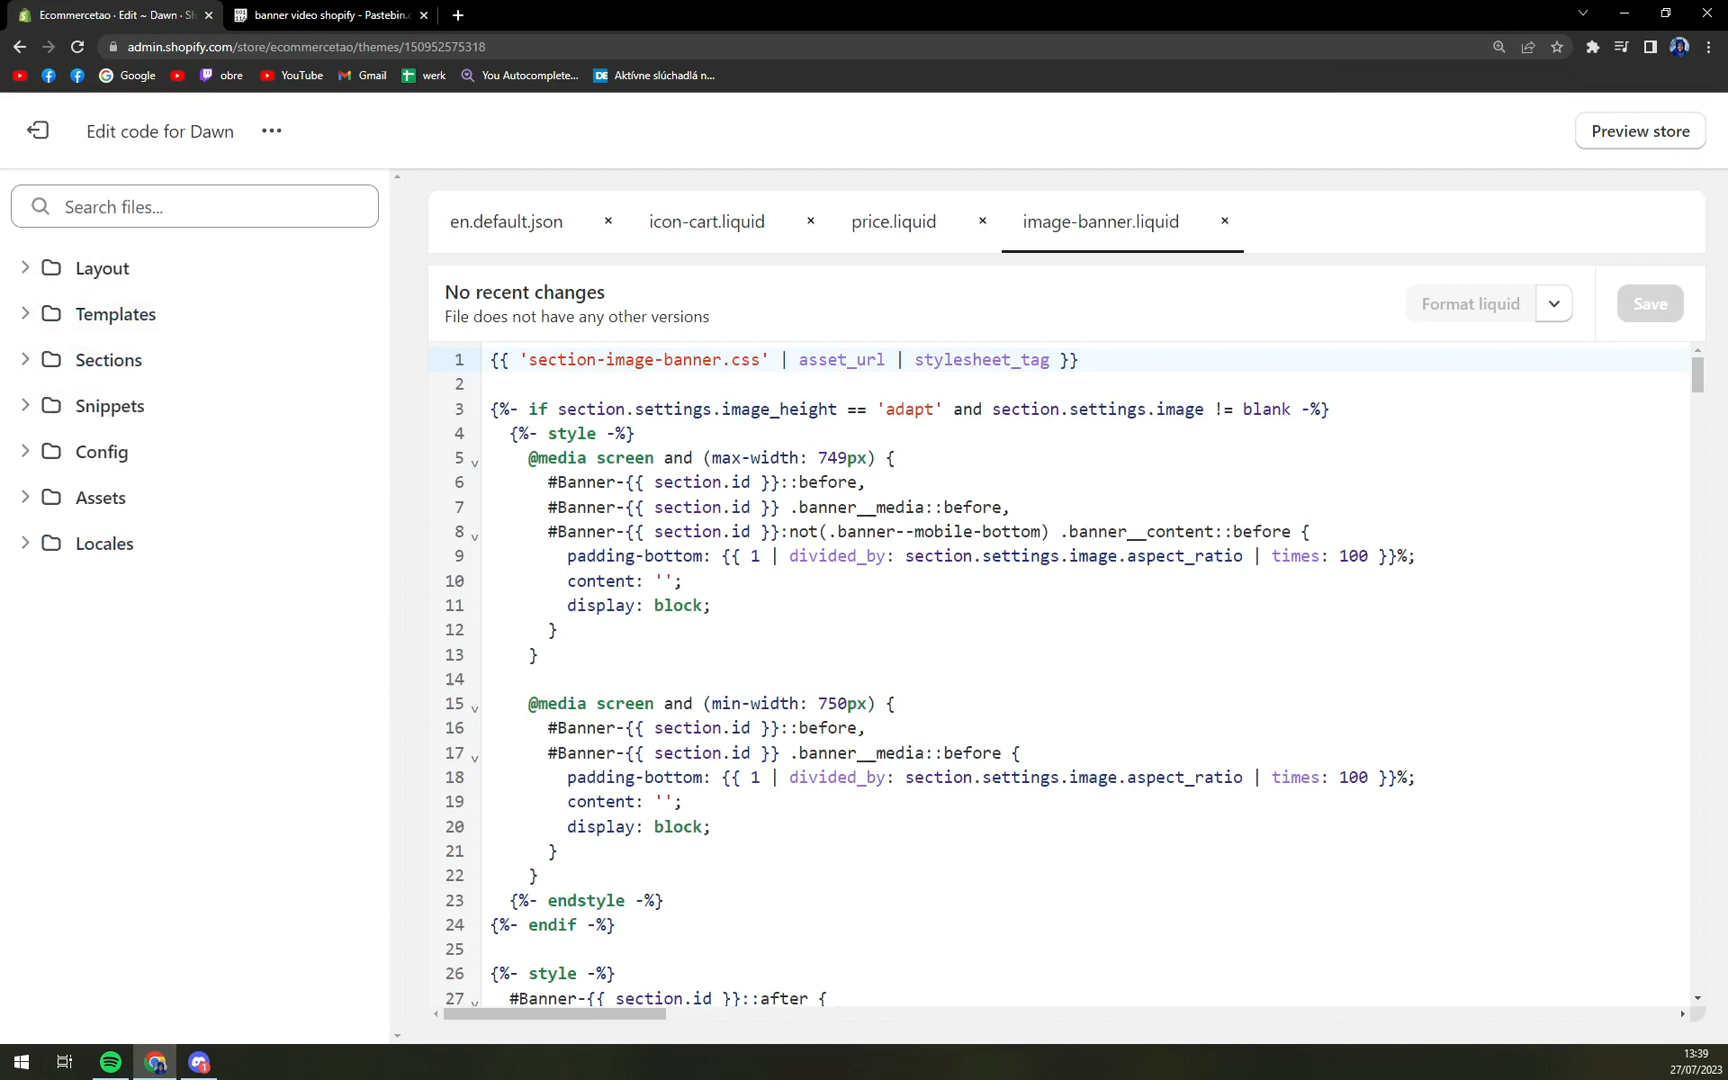 Ecommercetao · Edit ~ Dawn · Sh
banner video shopify - Pastebin.c
admin.shopify.com/store/ecommercetao/themes/150952575318
Google
obre
YouTube
Gmail
werk
You Autocomplete...
DE
Aktívne slúchadlá n...
Edit code for Dawn
Preview store
Search files...
Layout
Templates
Sections
Snippets
Config
Assets
Locales
en.default.json
icon-cart.liquid
price.liquid
image-banner.liquid
No recent changes
File does not have any other versions
Format liquid
Save
1 {{ 'section-image-banner.css' | asset_url | stylesheet_tag }}
2
3 {%- if section.settings.image_height == 'adapt' and section.settings.image != blank -%}
4 {%- style -%}
5 @media screen and (max-width: 749px) {
6 #Banner-{{ section.id }}::before,
7 #Banner-{{ section.id }} .banner__media::before,
8 #Banner-{{ section.id }}:not(.banner--mobile-bottom) .banner__content::before {
9 padding-bottom: {{ 1 | divided_by: section.settings.image.aspect_ratio | times: 100 }}%;
10 content: '';
11 display: block;
12 }
13 }
14
15 @media screen and (min-width: 750px) {
16 #Banner-{{ section.id }}::before,
17 #Banner-{{ section.id }} .banner__media::before {
18 padding-bottom: {{ 1 | divided_by: section.settings.image.aspect_ratio | times: 100 }}%;
19 content: '';
20 display: block;
21 }
22 }
23 {%- endstyle -%}
24 {%- endif -%}
25
26 {%- style -%}
27 #Banner-{{ section.id }}::after {
13:39
27/07/2023